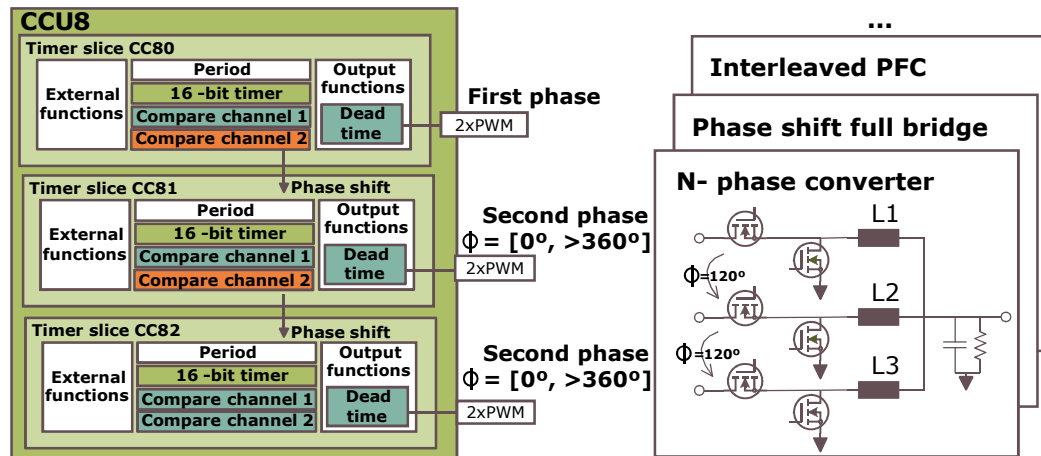 CCU8
Timer slice CC80
External
functions
Period
16 -bit timer
Compare channel 1
Compare channel 2
Output
functions
Dead
time
First phase
2xPWM
Phase shift
Timer slice CC81
External
functions
Period
16 -bit timer
Compare channel 1
Compare channel 2
Output
functions
Dead
time
Second phase
Φ = [0º, >360º]
2xPWM
Phase shift
Timer slice CC82
External
functions
Period
16 -bit timer
Compare channel 1
Compare channel 2
Output
functions
Dead
time
Second phase
Φ = [0º, >360º]
2xPWM
...
Interleaved PFC
Phase shift full bridge
N- phase converter
L1
Φ=120º
L2
Φ=120º
L3